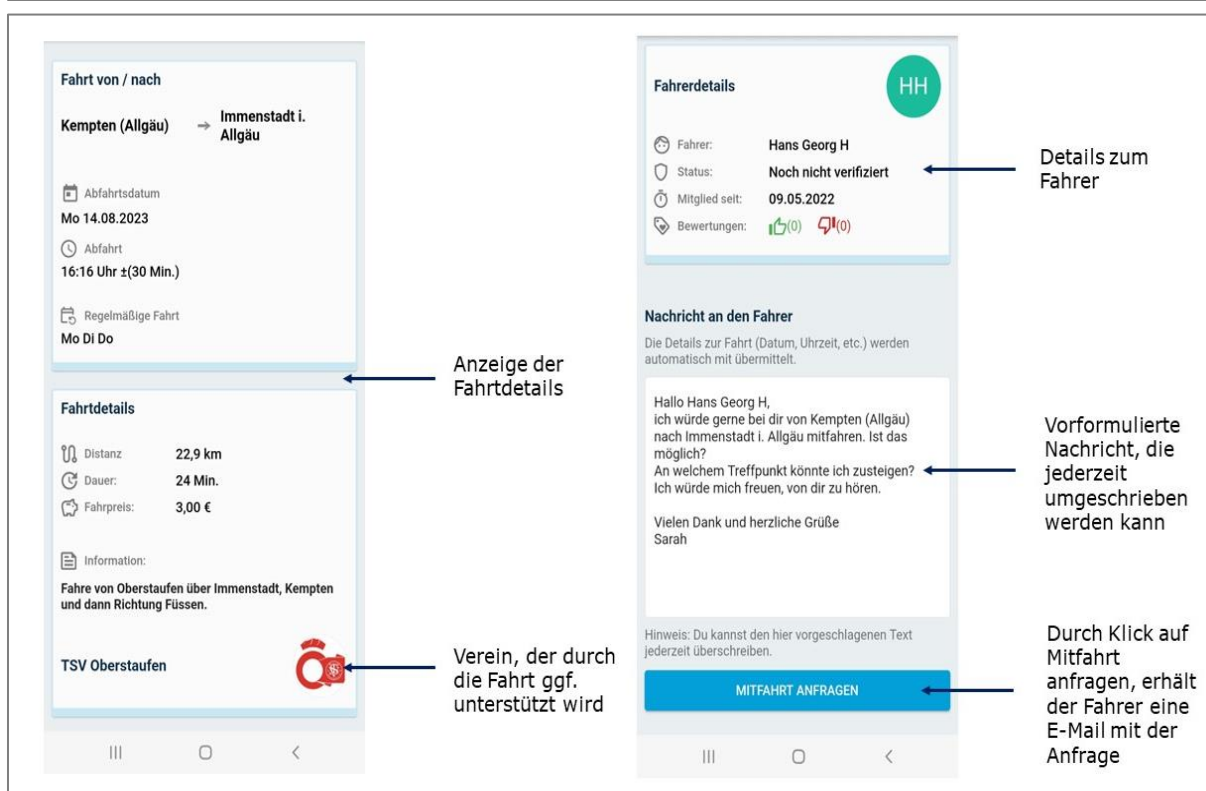 Fahrt von / nach
Kempten (Allgäu) → Immenstadt i.
Allgäu
Abfahrtsdatum
Mo 14.08.2023
Abfahrt
16:16 Uhr ±(30 Min.)
Regelmäßige Fahrt
Mo Di Do
Anzeige der
Fahrtdetails
Fahrtdetails
Distanz 22,9 km
Dauer: 24 Min.
Fahrpreis: 3,00 €
Information:
Fahre von Oberstaufen über Immenstadt, Kempten
und dann Richtung Füssen.
TSV Oberstaufen
Verein, der durch
die Fahrt ggf.
unterstützt wird
Fahrerdetails
HH
Fahrer: Hans Georg H
Status: Noch nicht verifiziert
Mitglied seit: 09.05.2022
Bewertungen: (0) (0)
Details zum
Fahrer
Nachricht an den Fahrer
Die Details zur Fahrt (Datum, Uhrzeit, etc.) werden
automatisch mit übermittelt.
Hallo Hans Georg H,
ich würde gerne bei dir von Kempten (Allgäu)
nach Immenstadt i. Allgäu mitfahren. Ist das
möglich?
An welchem Treffpunkt könnte ich zusteigen?
Ich würde mich freuen, von dir zu hören.
Vielen Dank und herzliche Grüße
Sarah
Vorformulierte
Nachricht, die
jederzeit
umgeschrieben
werden kann
Hinweis: Du kannst den hier vorgeschlagenen Text
jederzeit überschreiben.
MITFAHRT ANFRAGEN
Durch Klick auf
Mitfahrt
anfragen, erhält
der Fahrer eine
E-Mail mit der
Anfrage